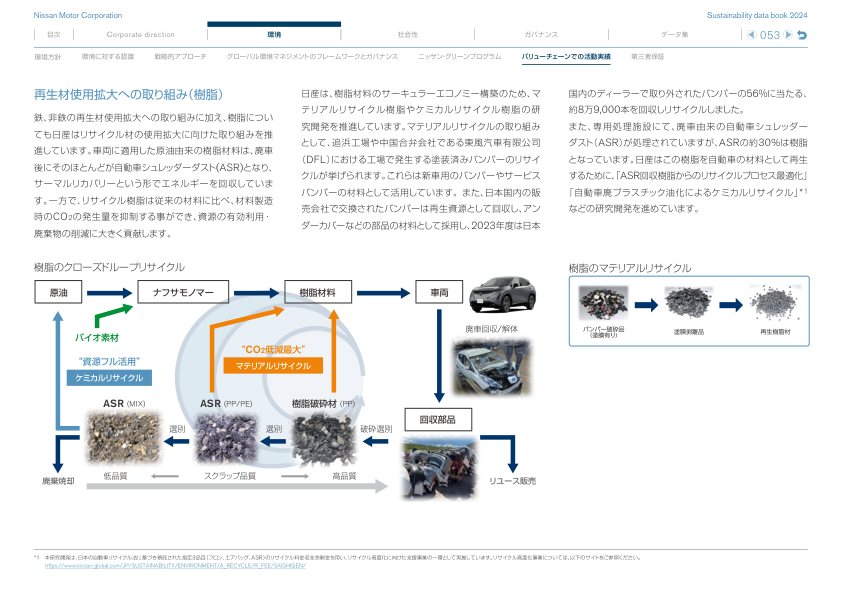 Nissan Motor Corporation
Sustainability data book 2024
目次
Corporate direction
環境
社会性
ガバナンス
データ集
053
環境方針
環境に対する認識
戦略的アプローチ
グローバル環境マネジメントのフレームワークとガバナンス
ニッサン・グリーンプログラム
バリューチェーンでの活動実績
第三者保証
再生材使用拡大への取り組み（樹脂）
鉄、非鉄の再生材使用拡大への取り組みに加え、樹脂につい
ても日産はリサイクル材の使用拡大に向けた取り組みを推
進しています。車両に適用した原油由来の樹脂材料は、廃車
後にそのほとんどが自動車シュレッダーダスト(ASR)となり、
サーマルリカバリーという形でエネルギーを回収していま
す。一方で、リサイクル樹脂は従来の材料に比べ、材料製造
時のCO₂の発生量を抑制する事ができ、資源の有効利用・
廃棄物の削減に大きく貢献します。
日産は、樹脂材料のサーキュラーエコノミー構築のため、マ
テリアルリサイクル樹脂やケミカルリサイクル樹脂の研
究開発を推進しています。マテリアルリサイクルの取り組み
として、追浜工場や中国合弁会社である東風汽車有限公司
（DFL）における工場で発生する塗装済みバンパーのリサイ
クルが挙げられます。これらは新車用のバンパーやサービス
バンパーの材料として活用しています。 また、日本国内の販
売会社で交換されたバンパーは再生資源として回収し、アン
ダーカバーなどの部品の材料として採用し、2023年度は日本
国内のディーラーで取り外されたバンパーの56%に当たる、
約8万9,000本を回収しリサイクルしました。
また、専用処理施設にて、廃車由来の自動車シュレッダー
ダスト（ASR）が処理されていますが、ASRの約30%は樹脂
となっています。日産はこの樹脂を自動車の材料として再生
するために、「ASR回収樹脂からのリサイクルプロセス最適化」
「自動車廃プラスチック油化によるケミカルリサイクル」*1
などの研究開発を進めています。
樹脂のクローズドループリサイクル
原油
ナフサモノマー
樹脂材料
車両
バイオ素材
"資源フル活用"
ケミカルリサイクル
"CO₂低減最大"
マテリアルリサイクル
廃車回収/解体
ASR (MIX)
ASR (PP/PE)
樹脂破砕材 (PP)
回収部品
選別
選別
破砕選別
廃棄焼却
低品質
スクラップ品質
高品質
リユース販売
樹脂のマテリアルリサイクル
バンパー破砕品
(塗膜有り)
塗膜剥離品
再生樹脂材
*1 本研究開発は、日本の自動車リサイクル法に基づき預託された指定3品目（フロン、エアバッグ、ASR）のリサイクル料金収支余剰金を用い、リサイクル高度化に向けた支援事業の一環として実施しています。リサイクル高度化事業については、以下のサイトをご参照ください。
https://www.nissan-global.com/JP/SUSTAINABILITY/ENVIRONMENT/A_RECYCLE/R_FEE/SAISHIGEN/